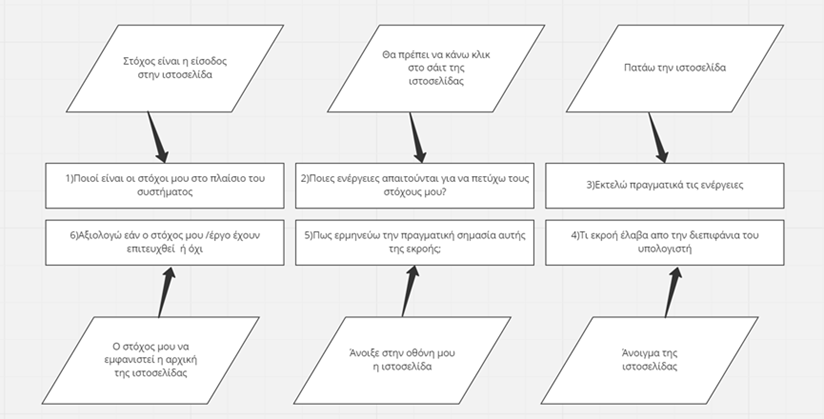 Στόχος είναι η είσοδος
στην ιστοσελίδα
Θα πρέπει να κάνω κλικ
στο σάιτ της
ιστοσελίδας
Πατάω την ιστοσελίδα
1)Ποιοί είναι οι στόχοι μου στο πλαίσιο του
συστήματος
2)Ποιες ενέργειες απαιτούνται για να πετύχω τους
στόχους μου?
3)Εκτελώ πραγματικά τις ενέργειες
6)Αξιολογώ εάν ο στόχος μου /έργο έχουν
επιτευχθεί ή όχι
5)Πως ερμηνεύω την πραγματική σημασία αυτής
της εκροής;
4)Τι εκροή έλαβα απο την διεπιφάνια του
υπολογιστή
Ο στόχος μου να
εμφανιστεί η αρχική
της ιστοσελίδας
Άνοιξε στην οθόνη μου
η ιστοσελίδα
Άνοιγμα της
ιστοσελίδας